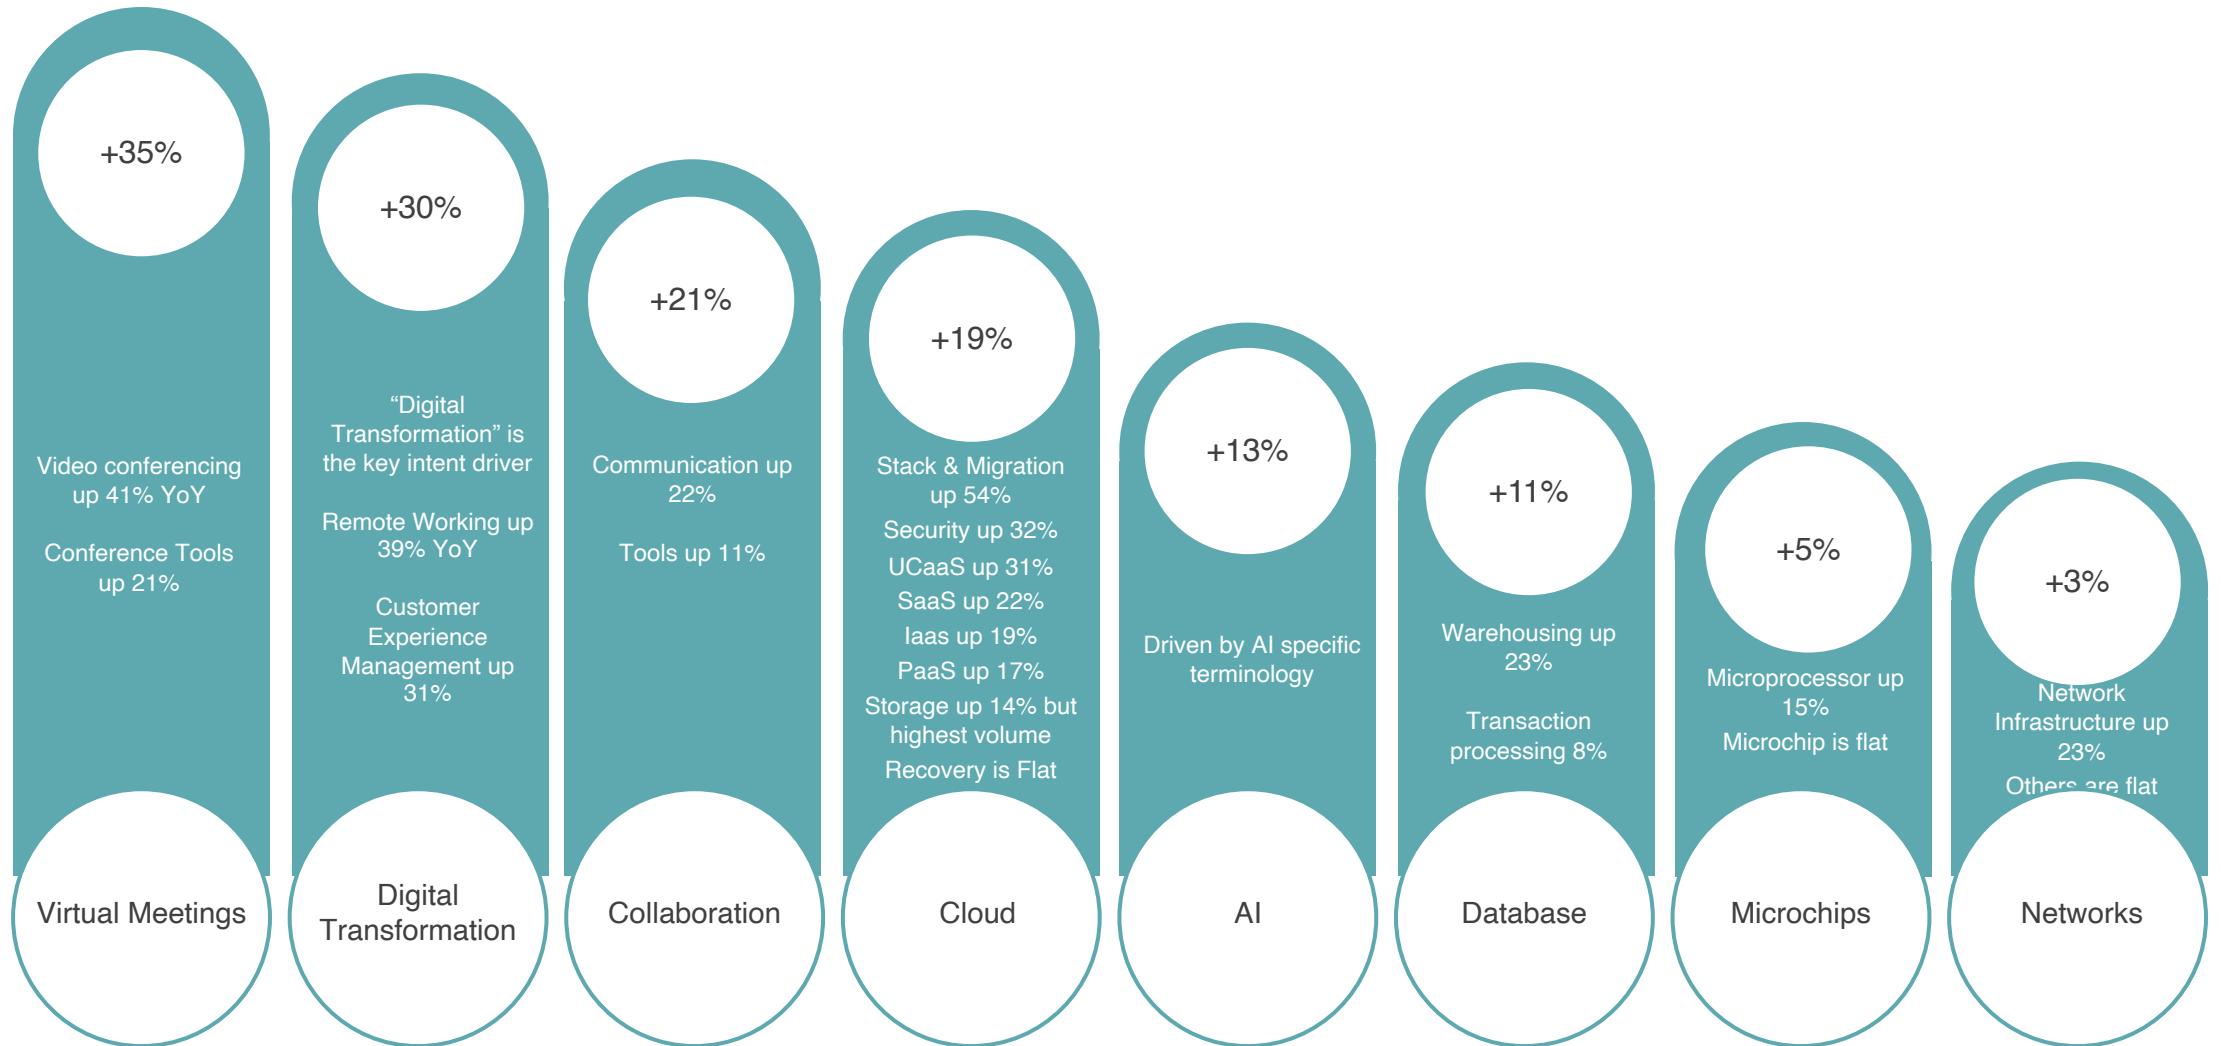 +35%
Video conferencing
up 41% YoY
Conference Tools
up 21%
Virtual Meetings
+30%
“Digital
Transformation” is
the key intent driver
Remote Working up
39% YoY
Customer
Experience
Management up
31%
Digital
Transformation
+21%
Communication up
22%
Tools up 11%
Collaboration
+19%
Stack & Migration
up 54%
Security up 32%
UCaaS up 31%
SaaS up 22%
Iaas up 19%
PaaS up 17%
Storage up 14% but
highest volume
Recovery is Flat
Cloud
+13%
Driven by AI specific
terminology
AI
+11%
Warehousing up
23%
Transaction
processing 8%
Database
+5%
Microprocessor up
15%
Microchip is flat
Microchips
+3%
Network
Infrastructure up
23%
Others are flat
Networks